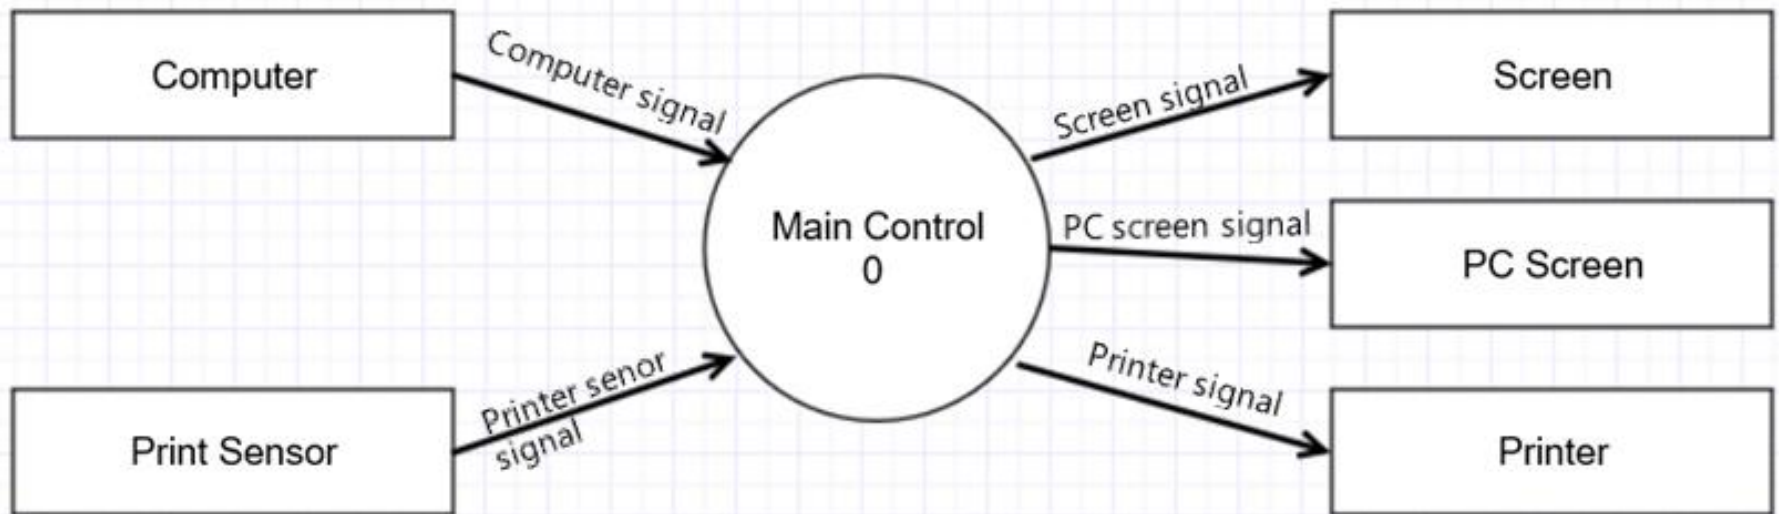 Computer
Computer signal
Screen signal
Screen
Main Control
0
PC screen signal
PC Screen
Print Sensor
Printer senor
signal
Printer signal
Printer